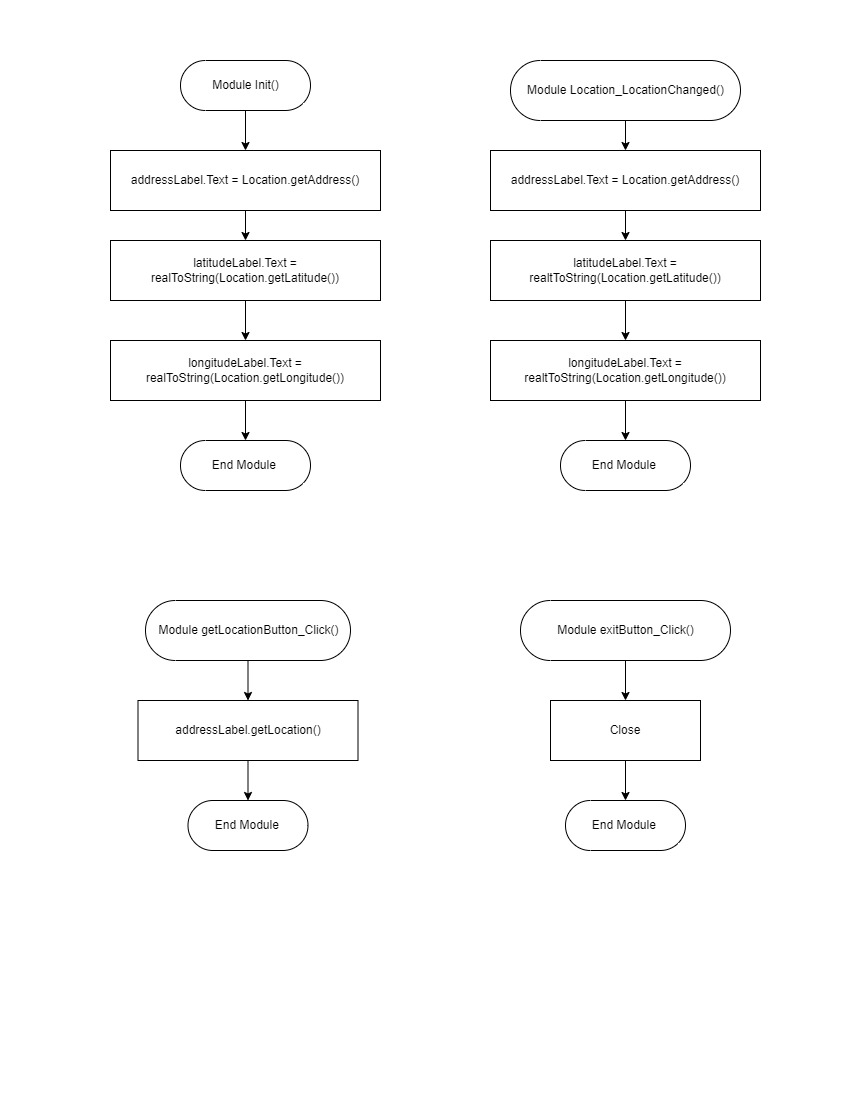 Module Init()
addressLabel.Text = Location.getAddress()
latitudeLabel.Text =
realToString(Location.getLatitude())
longitudeLabel.Text =
realToString(Location.getLongitude())
End Module
Module Location_LocationChanged()
addressLabel.Text = Location.getAddress()
latitudeLabel.Text =
realtToString(Location.getLatitude())
longitudeLabel.Text =
realtToString(Location.getLongitude())
End Module
Module getLocationButton_Click()
addressLabel.getLocation()
End Module
Module exitButton_Click()
Close
End Module